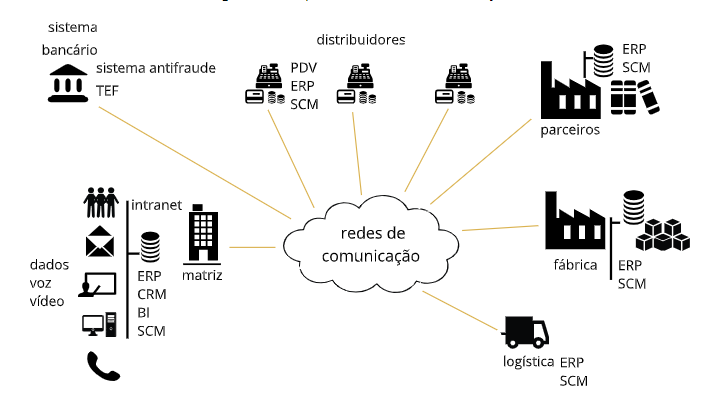 sistema
bancário
sistema antifraude
TEF
distribuidores
PDV
ERP
SCM
ERP
SCM
parceiros
intranet
dados
voz
vídeo
ERP
CRM
BI
SCM
matriz
redes de
comunicação
fábrica
ERP
SCM
logística
ERP
SCM